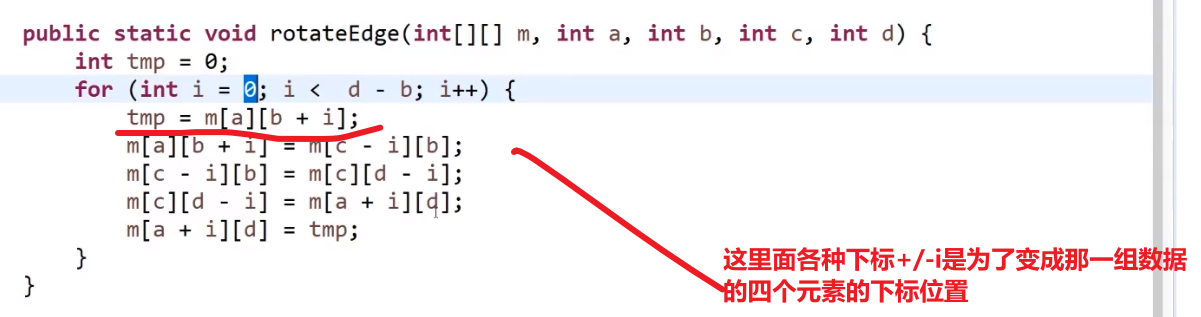 public static void rotateEdge(int[][] m, int a, int b, int c, int d) {
int tmp = 0;
for (int i = 0; i < d - b; i++) {
tmp = m[a][b + i];
m[a][b + i] = m[c - i][b];
m[c - i][b] = m[c][d - i];
m[c][d - i] = m[a + i][d];
m[a + i][d] = tmp;
}
}
这里面各种下标+/-i是为了变成那一组数据
的四个元素的下标位置